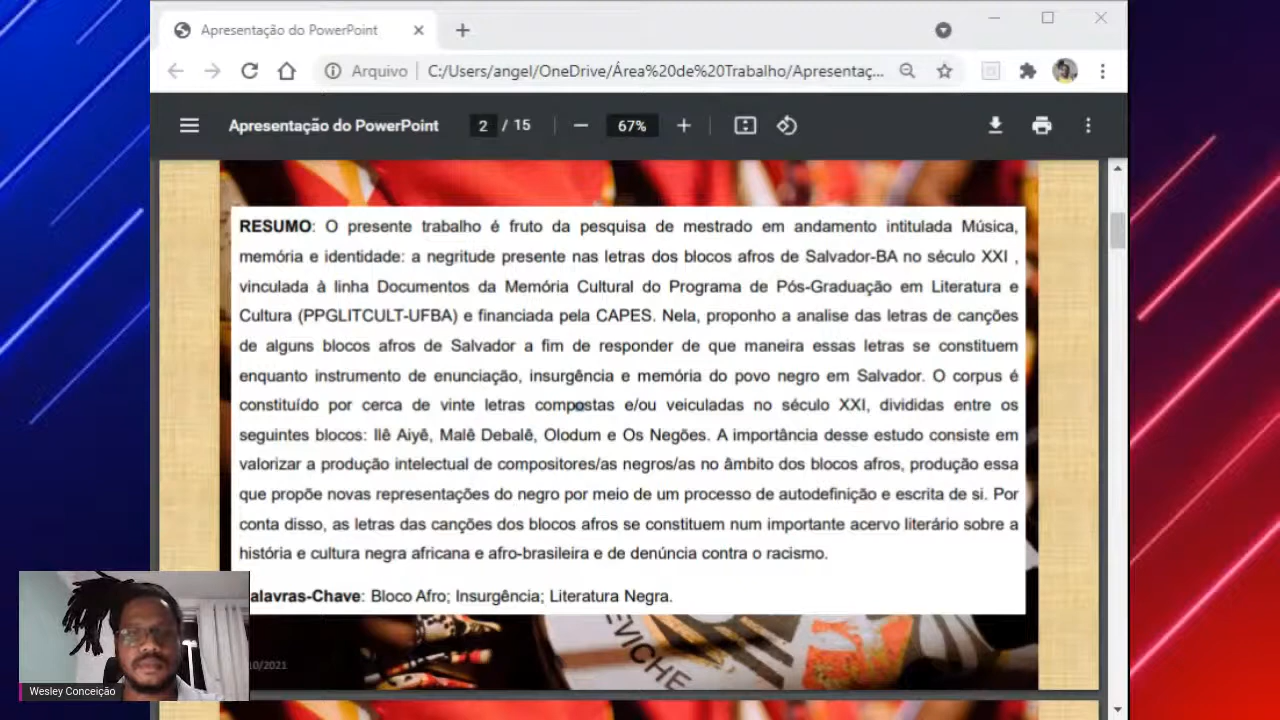 Apresentação do PowerPoint
Arquivo C:/Users/angel/OneDrive/Área%20de%20Trabalho/Apresentaç...
Apresentação do PowerPoint 2 / 15 67%
RESUMO: O presente trabalho é fruto da pesquisa de mestrado em andamento intitulada Música,
memória e identidade: a negritude presente nas letras dos blocos afros de Salvador-BA no século XXI ,
vinculada à linha Documentos da Memória Cultural do Programa de Pós-Graduação em Literatura e
Cultura (PPGLITCULT-UFBA) e financiada pela CAPES. Nela, proponho a analise das letras de canções
de alguns blocos afros de Salvador a fim de responder de que maneira essas letras se constituem
enquanto instrumento de enunciação, insurgência e memória do povo negro em Salvador. O corpus é
constituído por cerca de vinte letras compostas e/ou veiculadas no século XXI, divididas entre os
seguintes blocos: Ilê Aiyê, Malê Debalê, Olodum e Os Negões. A importância desse estudo consiste em
valorizar a produção intelectual de compositores/as negros/as no âmbito dos blocos afros, produção essa
que propõe novas representações do negro por meio de um processo de autodefinição e escrita de si. Por
conta disso, as letras das canções dos blocos afros se constituem num importante acervo literário sobre a
história e cultura negra africana e afro-brasileira e de denúncia contra o racismo.
alavras-Chave: Bloco Afro; Insurgência; Literatura Negra.
EVICHE
10/2021
Wesley Conceição